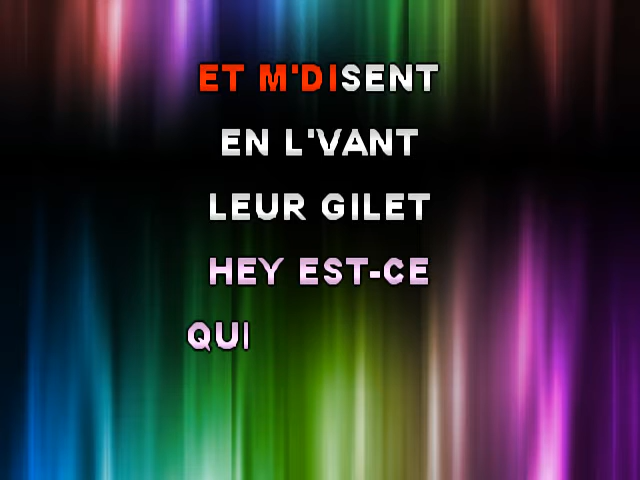 ET M'DISENT
EN L'VANT
LEUR GILET
HEY EST-CE
QUI